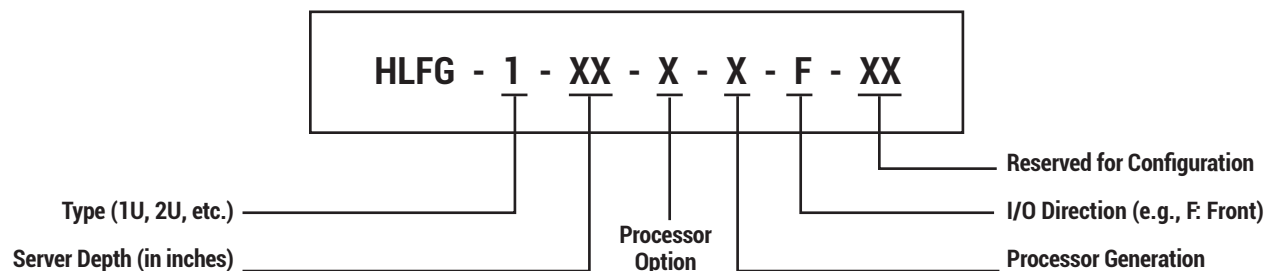 HLFG - 1 - XX - X - X - F - XX
Reserved for Configuration
Type (1U, 2U, etc.)
I/O Direction (e.g., F: Front)
Processor
Option
Server Depth (in inches)
Processor Generation